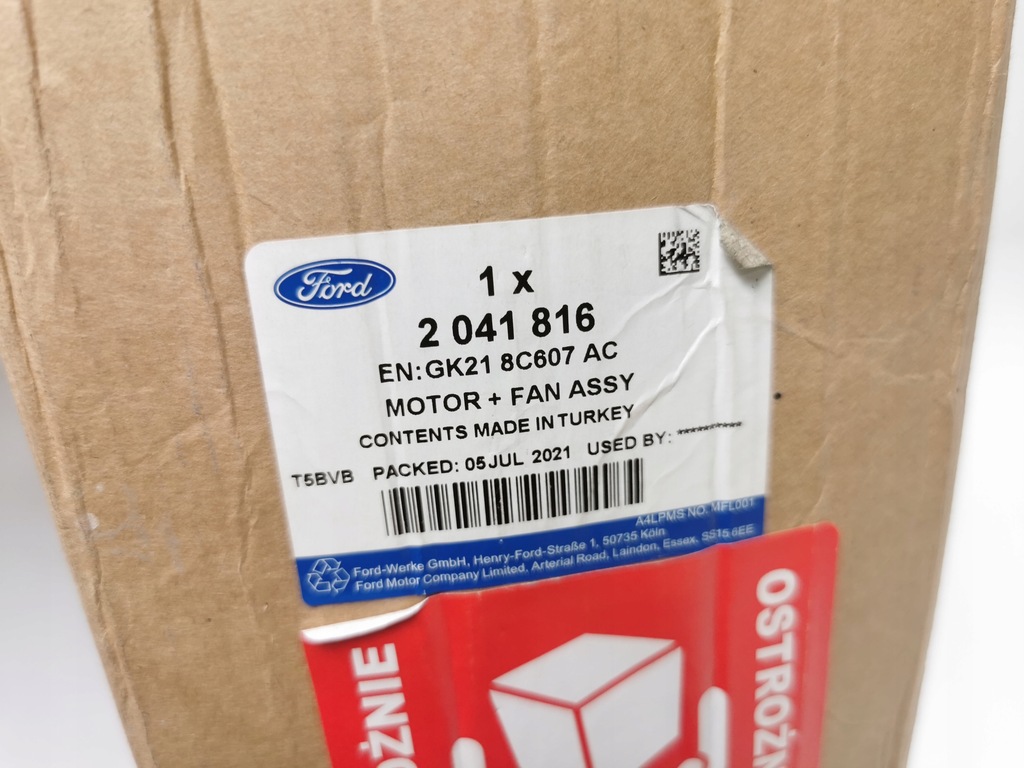 Ford
1 x
2 041 816
EN:GK21 8C607 AC
MOTOR + FAN ASSY
CONTENTS MADE IN TURKEY
T5BVB PACKED: 05JUL 2021 USED BY: **********
A4LPMS NO. MFL001
Ford-Werke GmbH, Henry-Ford-Straße 1, 50735 Köln
Ford Motor Company Limited, Arterial Road, Laindon, Essex. SS15 6EE
OŻNIE
OSTROŻN